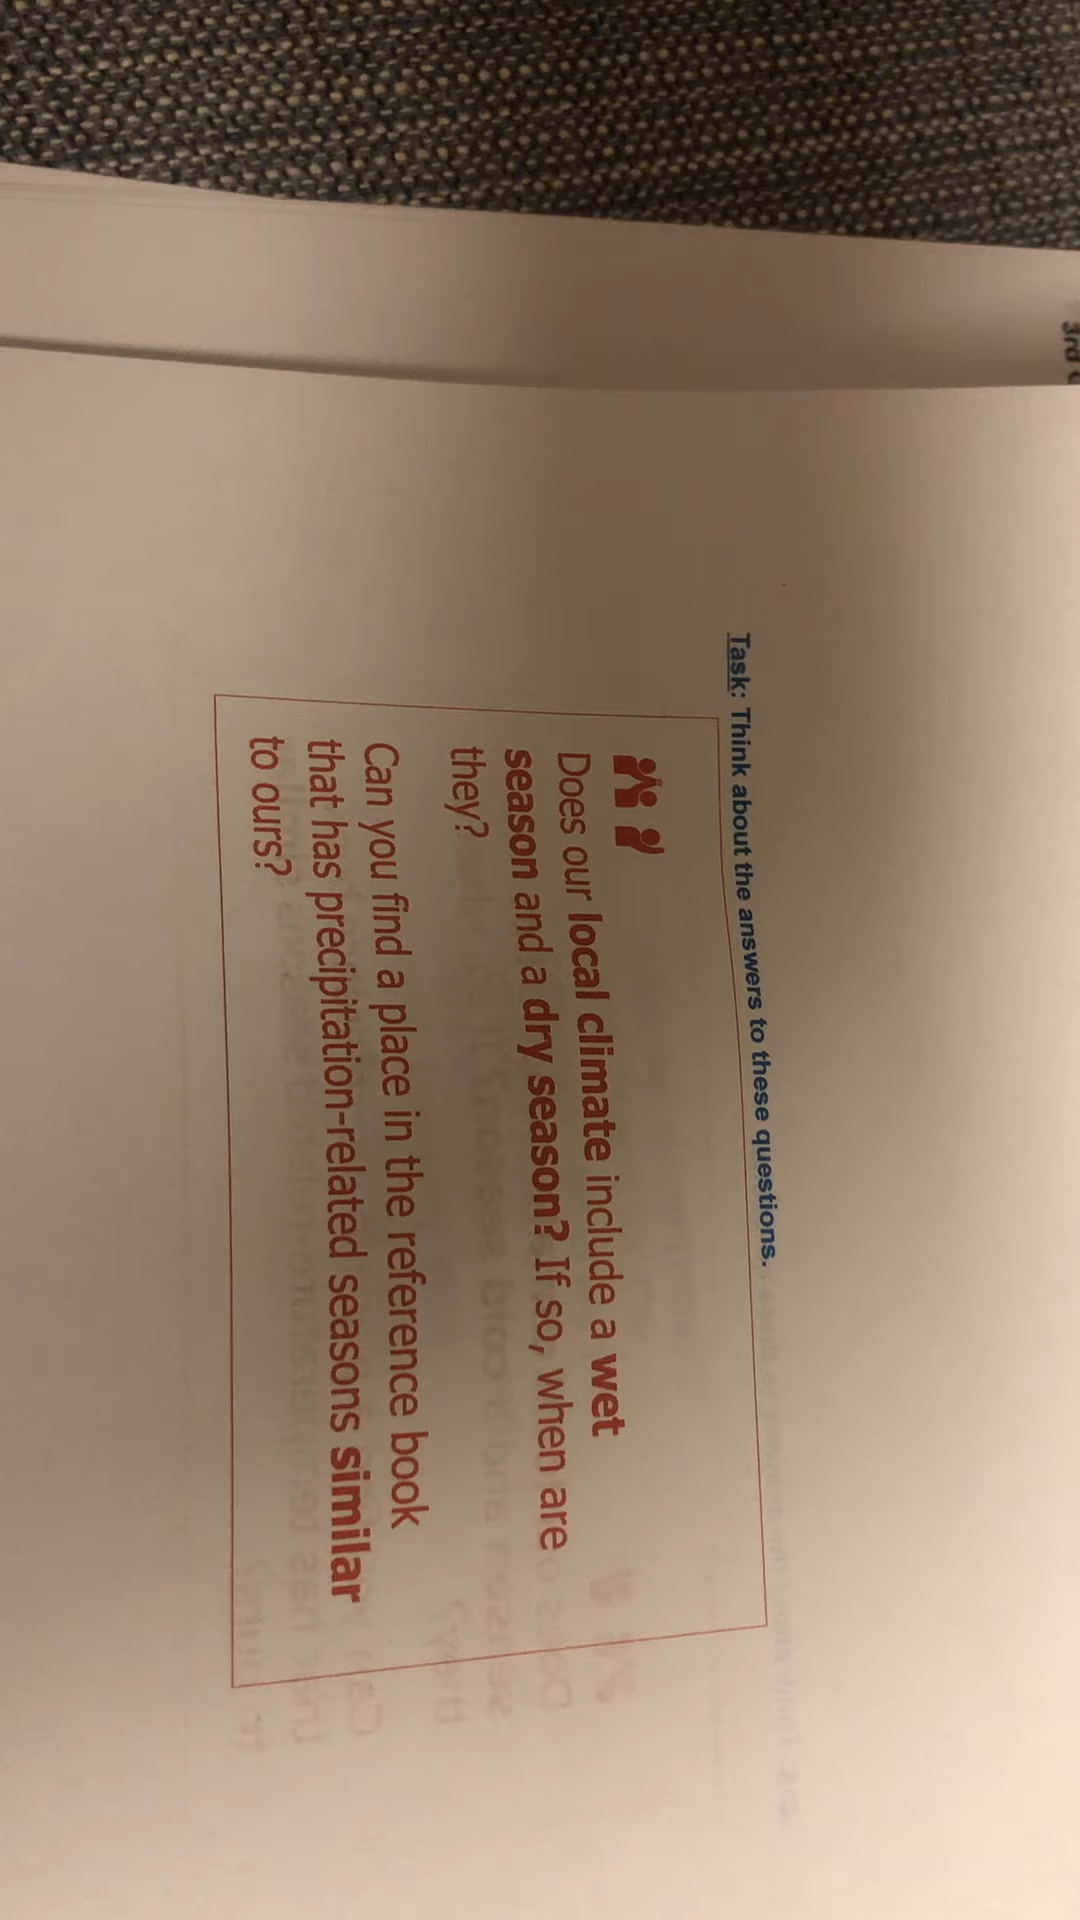 3rd
Task: Think about the answers to these questions.
Does our local climate include a wet
season and a dry season? If so, when are
they?
Can you find a place in the reference book
that has precipitation-related seasons similar
to ours?